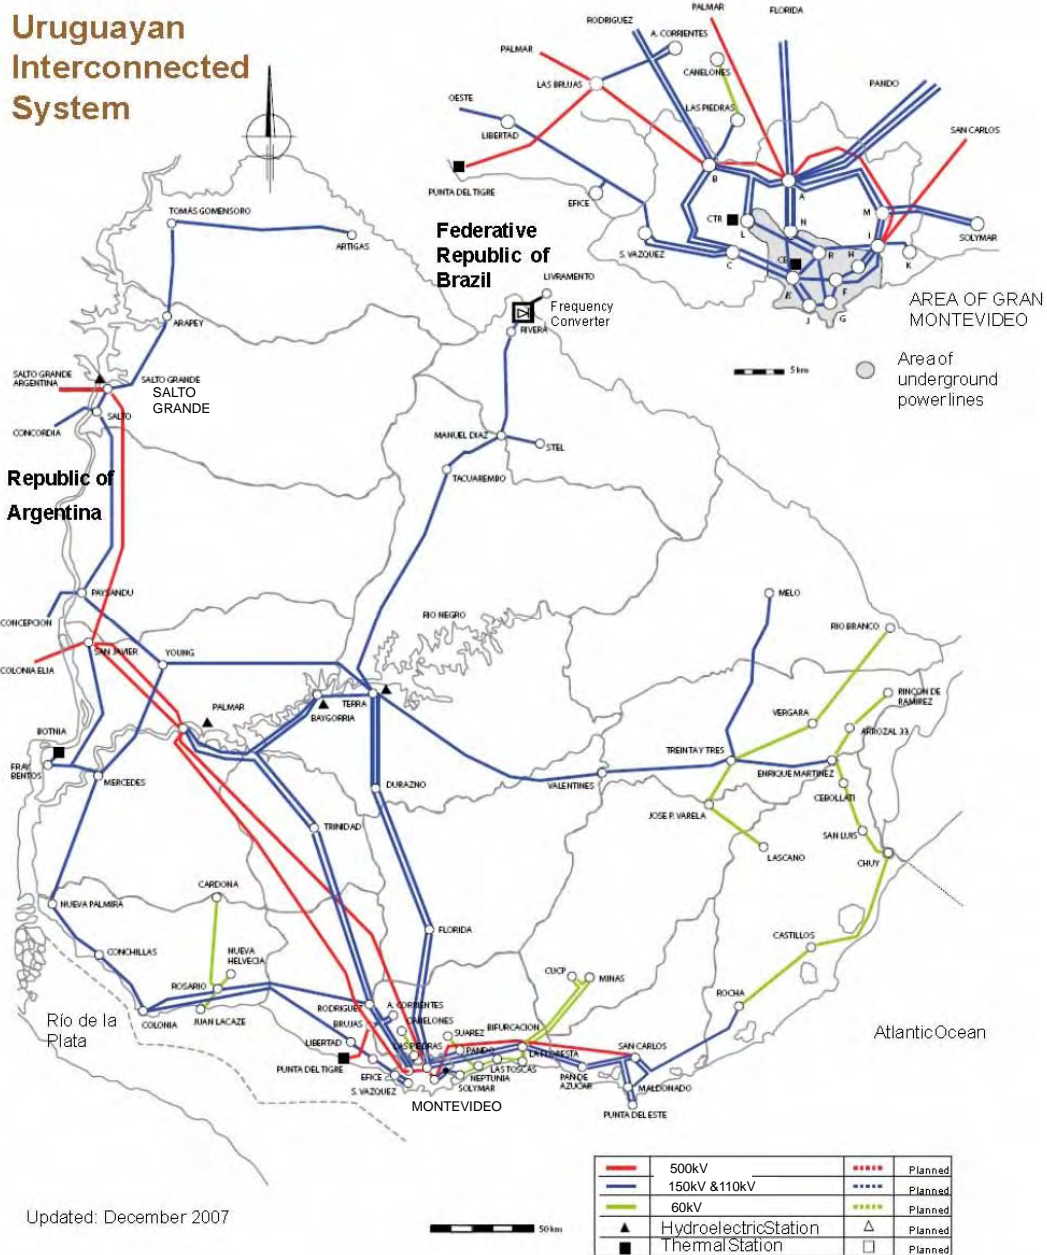 Uruguayan
Interconnected
System
RODRIGUEZ
PALMAR
FLORIDA
A. CORRIENTES
PALMAR
CANELONES
LAS BRUJAS
PANDO
OESTE
LAS PIEDRAS
LIBERTAD
SAN CARLOS
PUNTA DEL TIGRE
B
A
EFICE
CTR
L
N
M
I
SOLYMAR
S. VAZQUEZ
C
CB
R
H
K
E
F
J
G
AREA OF GRAN
MONTEVIDEO
5 km
Area of
underground
power lines
TOMÁS GOMENSORO
ARTIGAS
Federative
Republic of
Brazil
LIVRAMENTO
Frequency
Converter
RIVERA
ARAPEY
SALTO GRANDE
ARGENTINA
SALTO GRANDE
SALTO
GRANDE
SALTO
CONCORDIA
MANUEL DIAZ
STEL
TACUAREMBO
Republic of
Argentina
PAYSANDU
CONCEPCION
MELO
RIO NEGRO
RIO BRANCO
SAN JAVIER
YOUNG
COLONIA ELIA
TERRA
BAYGORRIA
PALMAR
RINCON DE
RAMIREZ
VERGARA
ARROZAL 33
BOTNIA
FRAY
BENTOS
MERCEDES
TREINTA Y TRES
ENRIQUE MARTINEZ
VALENTINES
DURAZNO
CEBOLLATI
JOSE P. VARELA
SAN LUIS
TRINIDAD
LASCANO
CHUY
CARDONA
NUEVA PALMIRA
FLORIDA
CASTILLOS
CONCHILLAS
NUEVA
HELVECIA
CUCP
MINAS
ROSARIO
ROCHA
RODRIGUEZ
A. CORRIENTES
COLONIA
JUAN LACAZE
BRUJAS
CANELONES
SUAREZ
BIFURCACION
Río de la
Plata
Atlantic Ocean
LIBERTAD
LAS PIEDRAS
PANDO
LA FLORESTA
SAN CARLOS
PUNTA DEL TIGRE
LAS TOSCAS
PAN DE
AZUCAR
EFICE
NEPTUNIA
SOLYMAR
MALDONADO
S. VAZQUEZ
MONTEVIDEO
PUNTA DEL ESTE
500kV
Planned
150kV &110kV
Planned
60kV
Planned
Hydroelectric Station
Planned
Thermal Station
Planned
Updated: December 2007
50 km